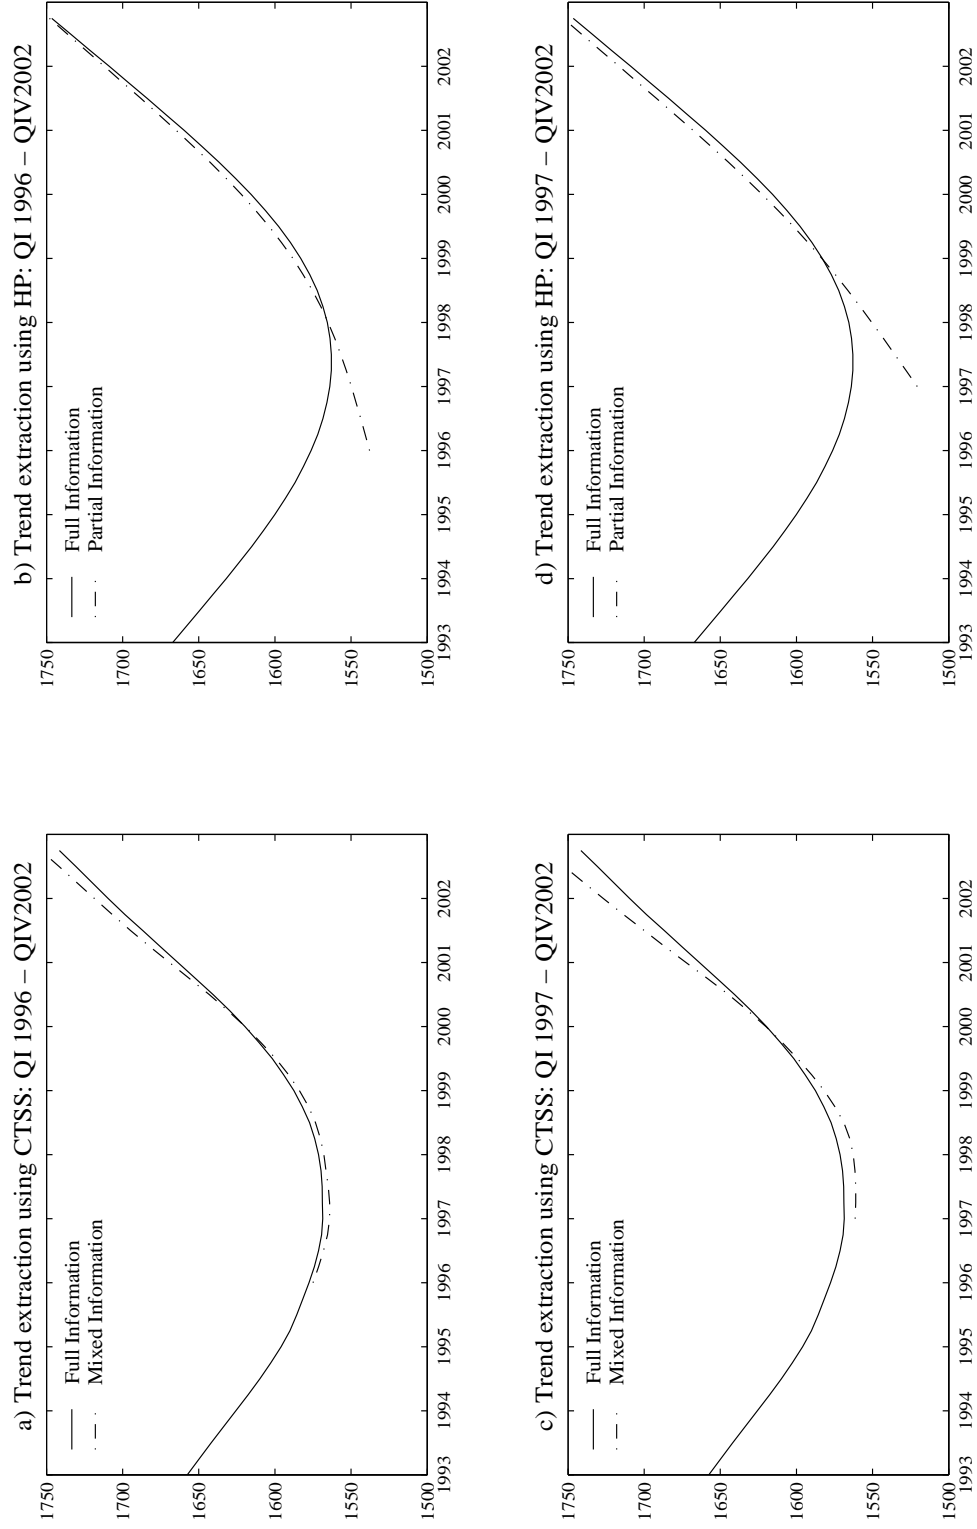 a) Trend extraction using CTSS: QI 1996 – QIV2002
1750
1700
1650
1600
1550
1500
Full Information
Mixed Information
1993 1994 1995 1996 1997 1998 1999 2000 2001 2002
b) Trend extraction using HP: QI 1996 – QIV2002
1750
1700
1650
1600
1550
1500
Full Information
Partial Information
1993 1994 1995 1996 1997 1998 1999 2000 2001 2002
c) Trend extraction using CTSS: QI 1997 – QIV2002
1750
1700
1650
1600
1550
1500
Full Information
Mixed Information
1993 1994 1995 1996 1997 1998 1999 2000 2001 2002
d) Trend extraction using HP: QI 1997 – QIV2002
1750
1700
1650
1600
1550
1500
Full Information
Partial Information
1993 1994 1995 1996 1997 1998 1999 2000 2001 2002